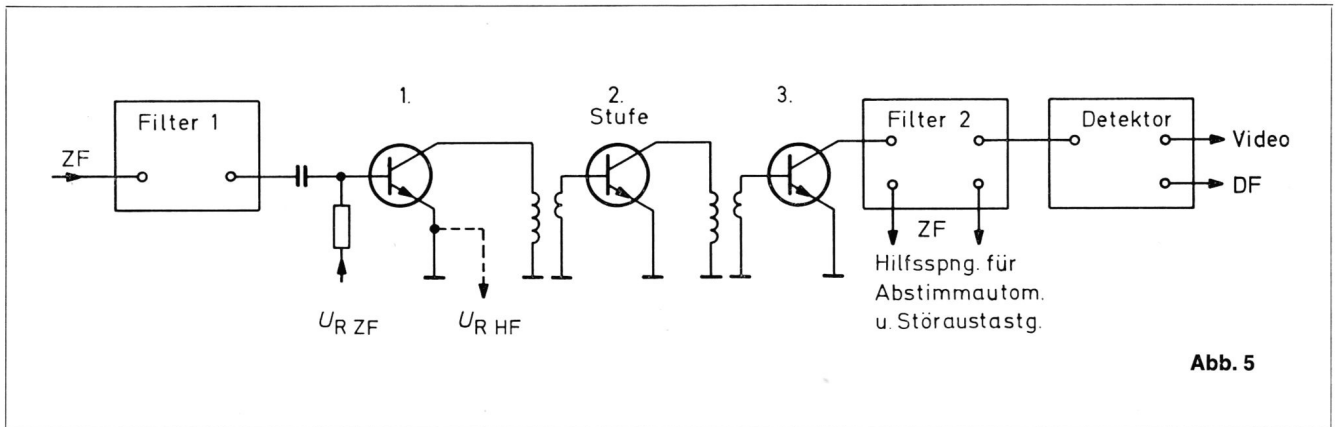 1.
2.
Stufe
3.
ZF
Filter 1
Filter 2
Detektor
Video
DF
ZF
Hilfsspng. für
Abstimmautom.
u. Störaustastg.
U R ZF
U R HF
Abb. 5